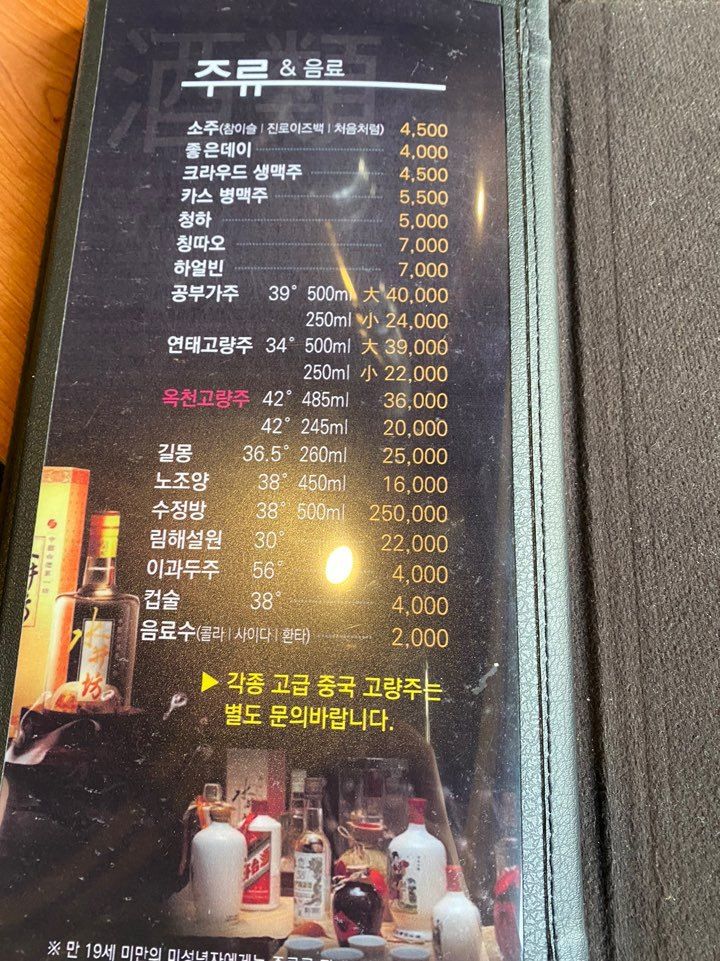 酒類
주류 & 음료
소주(참이슬 | 진로이즈백 | 처음처럼) 4,500
좋은데이 4,000
크라우드 생맥주 4,500
카스 병맥주 5,500
청하 5,000
칭따오 7,000
하얼빈 7,000
공부가주 39° 500ml 大 40,000
250ml 小 24,000
연태고량주 34° 500ml 大 39,000
250ml 小 22,000
옥천고량주 42° 485ml 36,000
42° 245ml 20,000
길몽 36.5° 260ml 25,000
노조양 38° 450ml 16,000
수정방 38° 500ml 250,000
림해설원 30° 22,000
이과두주 56° 4,000
컵술 38° 4,000
음료수(콜라 | 사이다 | 환타) 2,000
▶ 각종 고급 중국 고량주는
별도 문의바랍니다.
※ 만 19세 미만의 미성년자에게는